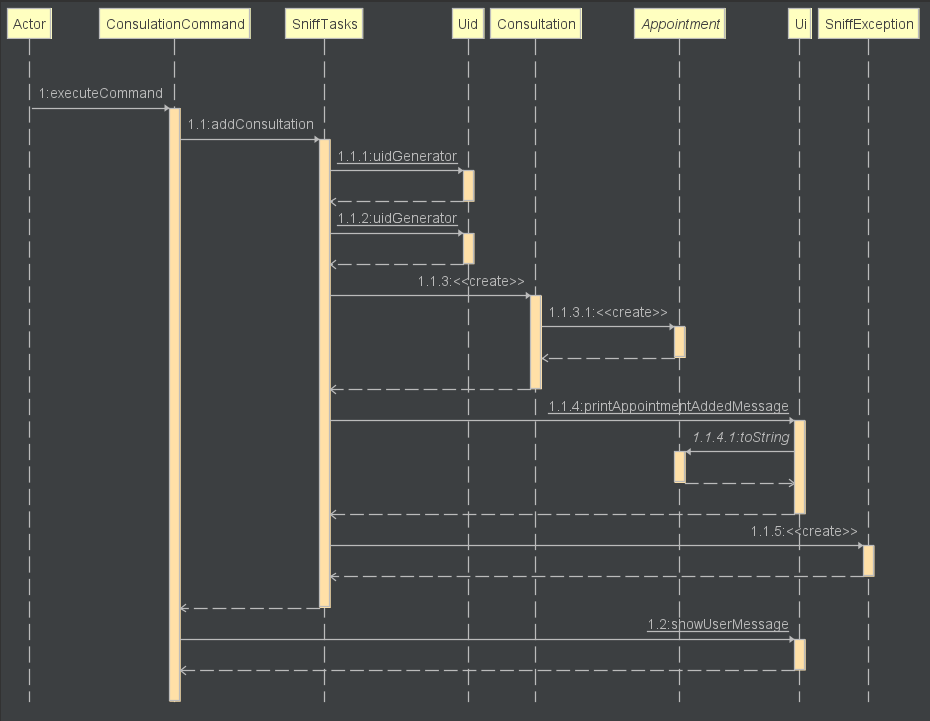 Actor
ConsulationCommand
SniffTasks
Uid
Consultation
Appointment
Ui
SniffException
1:executeCommand
1.1:addConsultation
1.1.1:uidGenerator
1.1.2:uidGenerator
1.1.3:<<create>>
1.1.3.1:<<create>>
1.1.4:printAppointmentAddedMessage
1.1.4.1:toString
1.1.5:<<create>>
1.2:showUserMessage